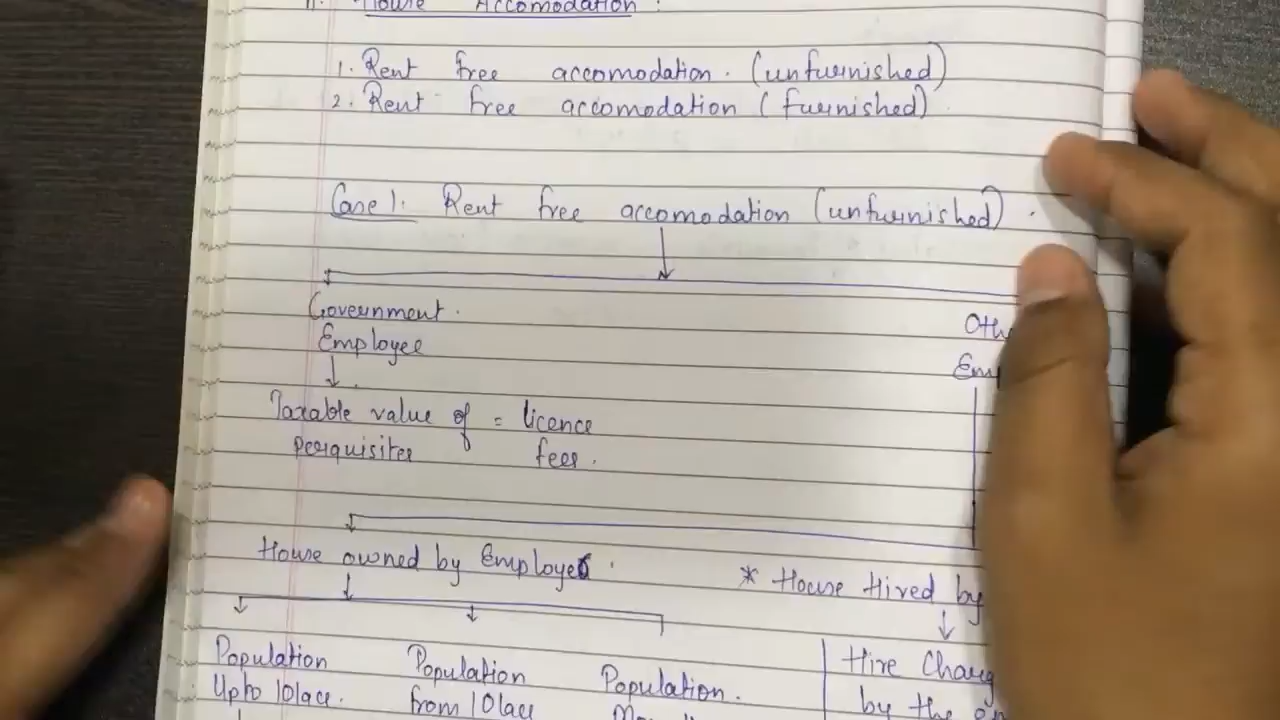 House Accomodation :
1. Rent free accomodation. (unfurnished)
2. Rent free accomodation (furnished)
Case 1: Rent free accomodation (unfurnished).
Government
Employee
Taxable value of = licence
perquisites fees.
House owned by Employer
* House Hired by
Population
Upto 10lacs.
Population
from 10lacs
Population.
Hire Charg
by the